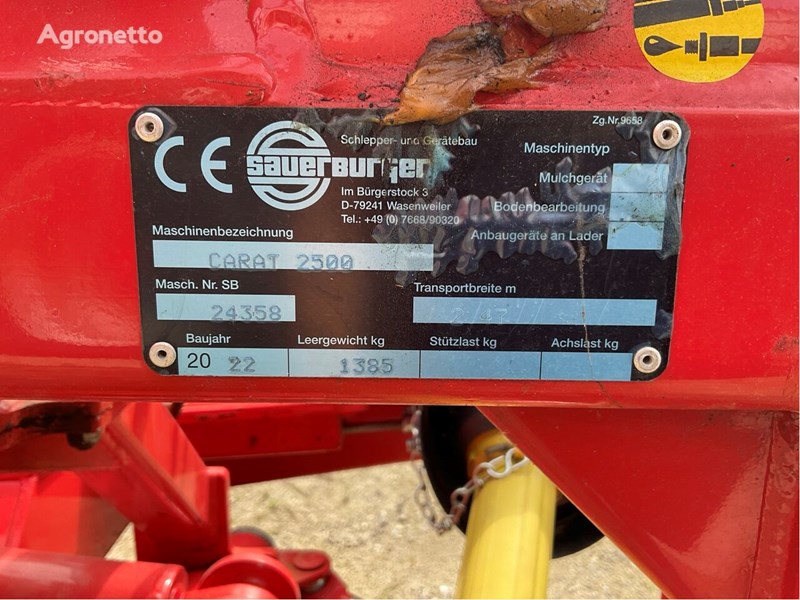 Agronetto
CE
SAUERBURGER
Schlepper- und Gerätebau
Im Bürgerstock 3
D-79241 Wasenweiler
Tel.: +49 (0) 7668/90320
Zg.Nr.9658
Maschinentyp
Mulchgerät
Bodenbearbeitung
Anbaugeräte an Lader
Maschinenbezeichnung
CARAT 2500
Masch. Nr. SB
24358
Transportbreite m
Baujahr
20 22
Leergewicht kg
1385
Stützlast kg
Achslast kg